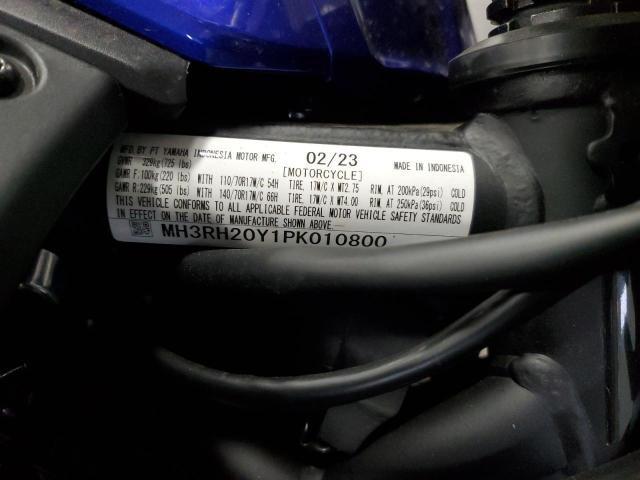 MFD. BY PT YAMAHA INDONESIA MOTOR MFG. 02/23 MADE IN INDONESIA
GVWR 329kg(725 lbs) [MOTORCYCLE]
GAWR F.100kg(220 lbs) WITH 110/70R17M/C 54H TIRE, 17M/C X MT2.75 RIM, AT 200kPa(29psi) COLD
GAWR R.229kg(505 lbs) WITH 140/70R17M/C 66H TIRE, 17M/C X MT4.00 RIM, AT 250kPa(36psi) COLD
THIS VEHICLE CONFORMS TO ALL APPLICABLE FEDERAL MOTOR VEHICLE SAFETY STANDARDS
IN EFFECT ON THE DATE OF MANUFACTURE SHOWN ABOVE.
MH3RH20Y1PK010800